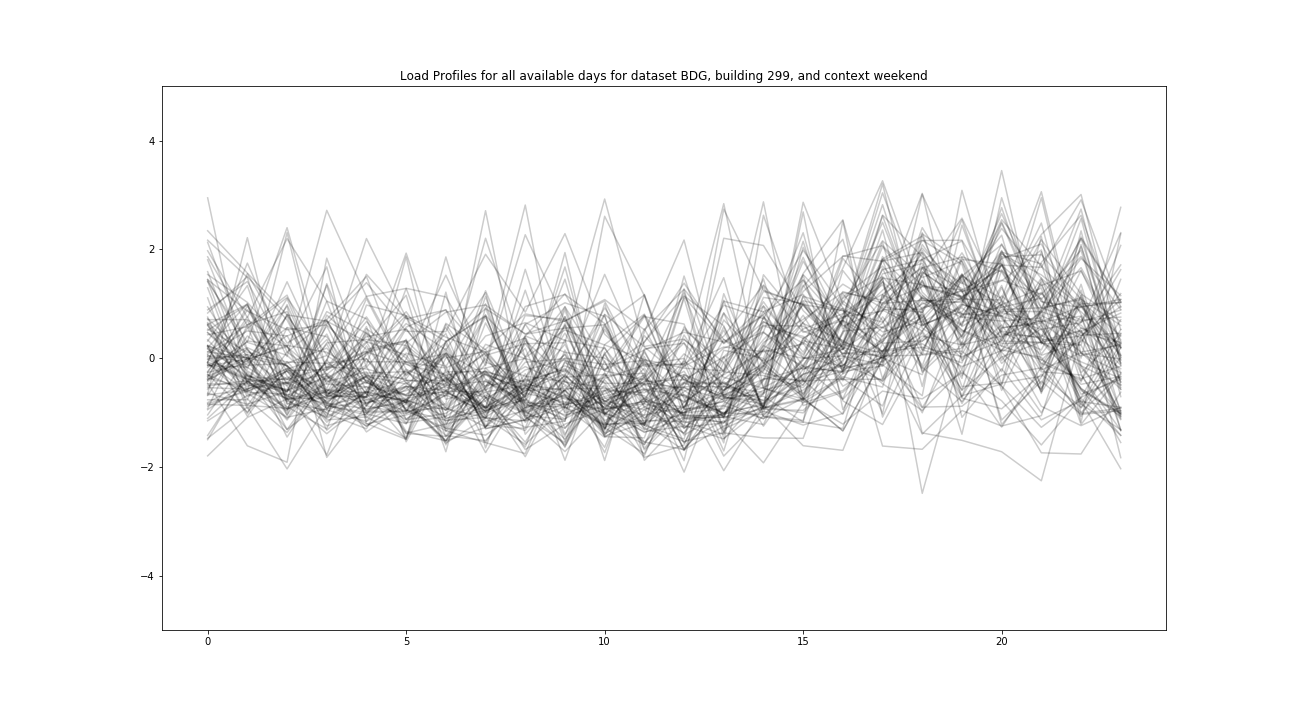 Load Profiles for all available days for dataset BDG, building 299, and context weekend
4
2
0
−2
−4
0 5 10 15 20